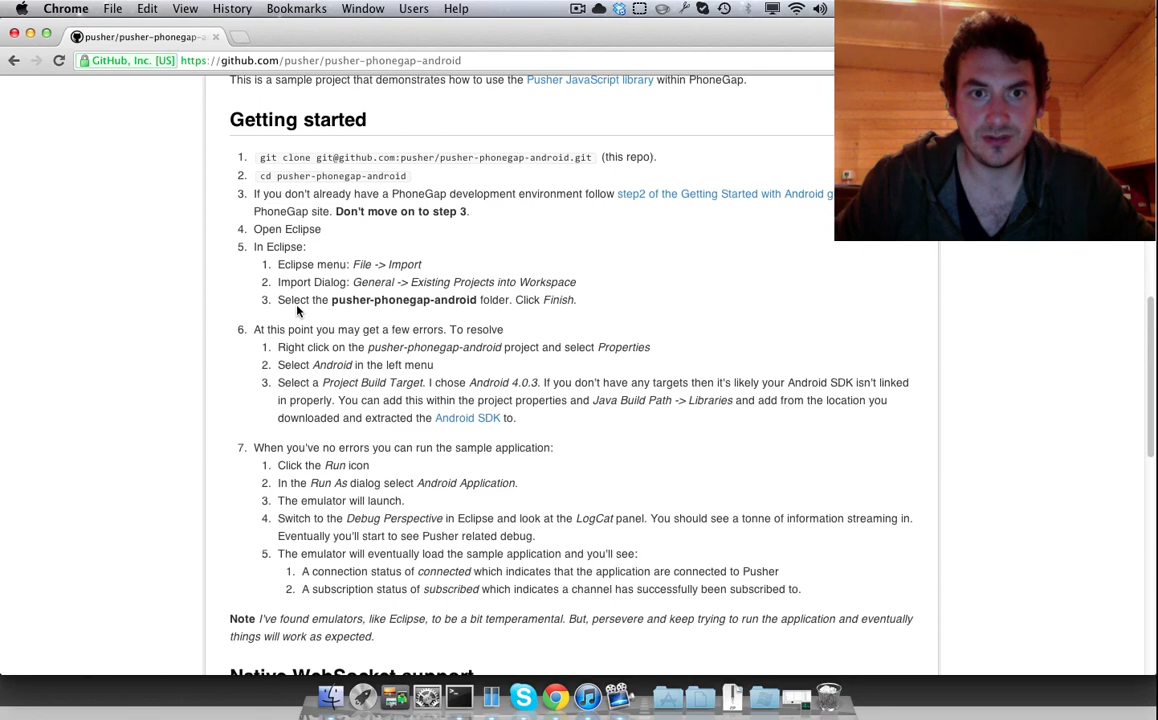 Chrome File Edit View History Bookmarks Window Users Help
pusher/pusher-phonegap-a
GitHub, Inc. [US] https://github.com/pusher/pusher-phonegap-android
This is a sample project that demonstrates how to use the Pusher JavaScript library within PhoneGap.
Getting started
1. git clone git@github.com:pusher/pusher-phonegap-android.git (this repo).
2. cd pusher-phonegap-android
3. If you don't already have a PhoneGap development environment follow step2 of the Getting Started with Android g
PhoneGap site. Don't move on to step 3.
4. Open Eclipse
5. In Eclipse:
1. Eclipse menu: File -> Import
2. Import Dialog: General -> Existing Projects into Workspace
3. Select the pusher-phonegap-android folder. Click Finish.
6. At this point you may get a few errors. To resolve
1. Right click on the pusher-phonegap-android project and select Properties
2. Select Android in the left menu
3. Select a Project Build Target. I chose Android 4.0.3. If you don't have any targets then it's likely your Android SDK isn't linked
in properly. You can add this within the project properties and Java Build Path -> Libraries and add from the location you
downloaded and extracted the Android SDK to.
7. When you've no errors you can run the sample application:
1. Click the Run icon
2. In the Run As dialog select Android Application.
3. The emulator will launch.
4. Switch to the Debug Perspective in Eclipse and look at the LogCat panel. You should see a tonne of information streaming in.
Eventually you'll start to see Pusher related debug.
5. The emulator will eventually load the sample application and you'll see:
1. A connection status of connected which indicates that the application are connected to Pusher
2. A subscription status of subscribed which indicates a channel has successfully been subscribed to.
Note I've found emulators, like Eclipse, to be a bit temperamental. But, persevere and keep trying to run the application and eventually
things will work as expected.
Native WebSocket support